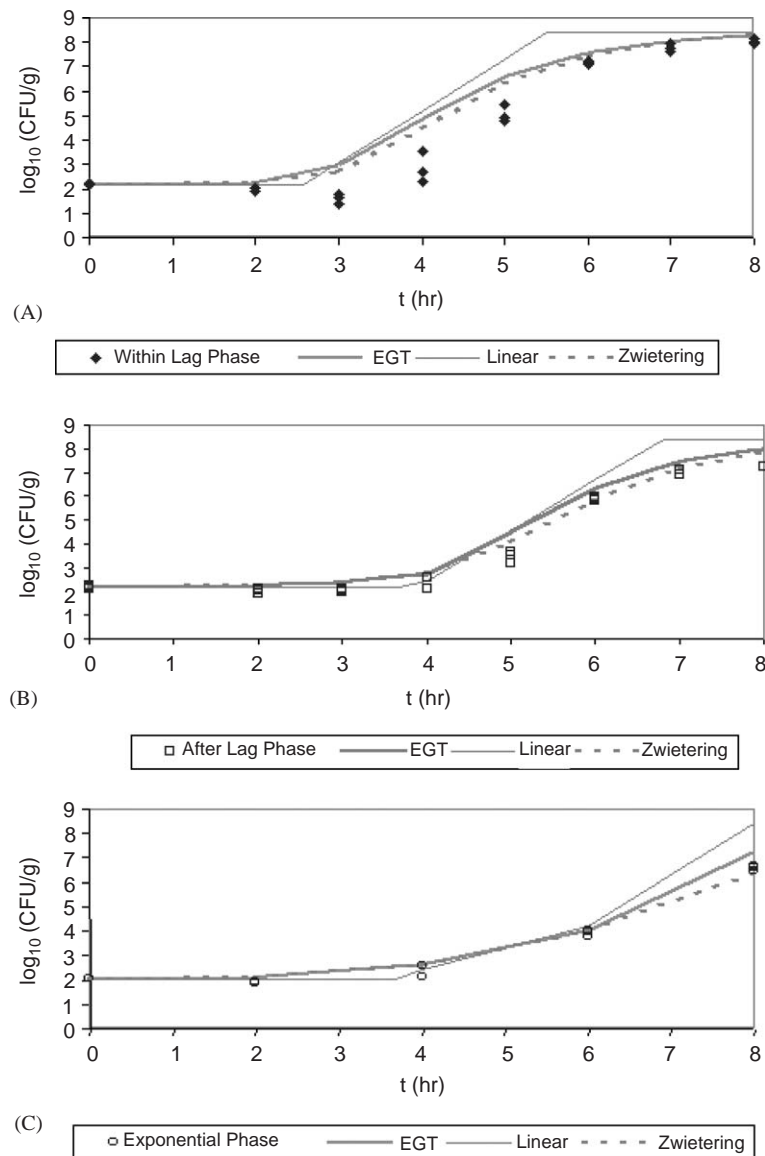 9
8
7
6
5
4
3
2
1
0
log10 (CFU/g)
0 1 2 3 4 5 6 7 8
t (hr)
(A)
Within Lag Phase EGT Linear Zwietering
9
8
7
6
5
4
3
2
1
0
log10 (CFU/g)
0 1 2 3 4 5 6 7 8
t (hr)
(B)
After Lag Phase EGT Linear Zwietering
9
8
7
6
5
4
3
2
1
0
log10 (CFU/g)
0 1 2 3 4 5 6 7 8
t (hr)
(C)
Exponential Phase EGT Linear Zwietering